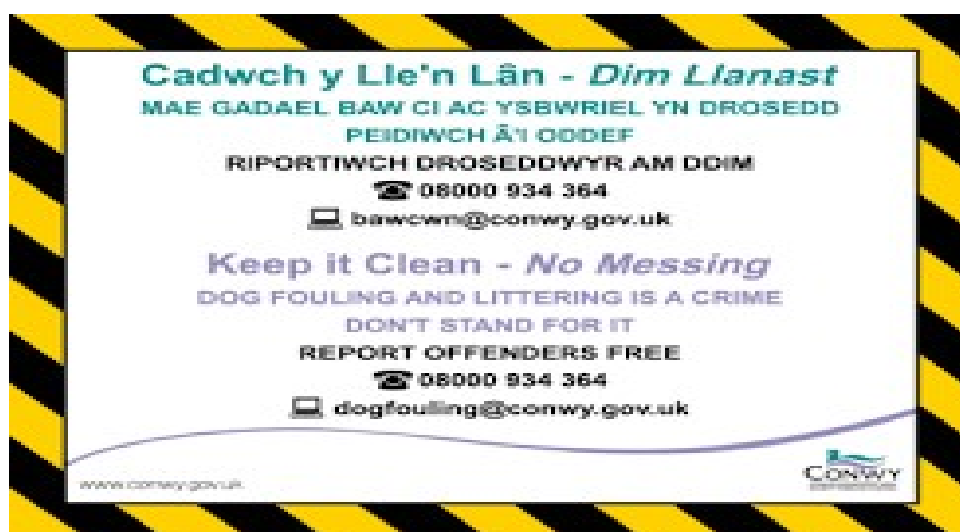 Cadwch y Lle'n Lân - Dim Llanast
MAE GADAEL BAW CI AC YSBWRIEL YN DROSEDD
PEIDIWCH Â'I ODDEF
RIPORTIWCH DROSEDDWYR AM DDIM
☎ 08000 934 364
bawcwn@conwy.gov.uk
Keep it Clean - No Messing
DOG FOULING AND LITTERING IS A CRIME
DON'T STAND FOR IT
REPORT OFFENDERS FREE
☎ 08000 934 364
dogfouling@conwy.gov.uk
www.conwy.gov.uk
CONWY